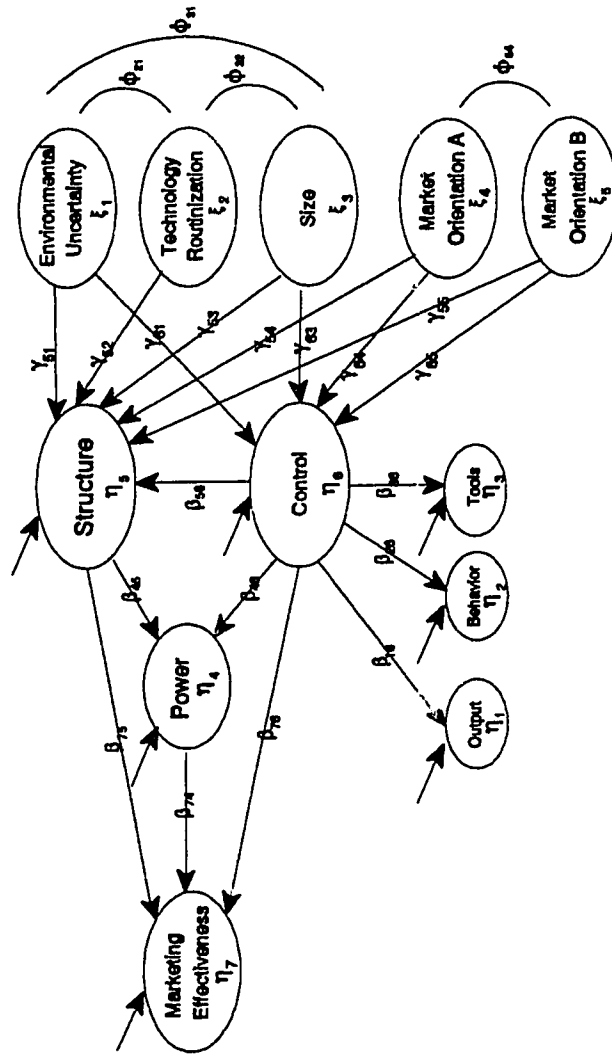 Marketing
Effectiveness
η7
Power
η4
Structure
η5
Control
η6
Output
η1
Behavior
η2
Tools
η3
Environmental
Uncertainty
ξ1
Technology
Routinization
ξ2
Size
ξ3
Market
Orientation A
ξ4
Market
Orientation B
ξ5
β75
β45
β56
β46
β74
β76
β16
β26
β36
γ51
γ52
γ61
γ53
γ54
γ63
γ55
γ64
γ65
ϕ21
ϕ32
ϕ31
ϕ54